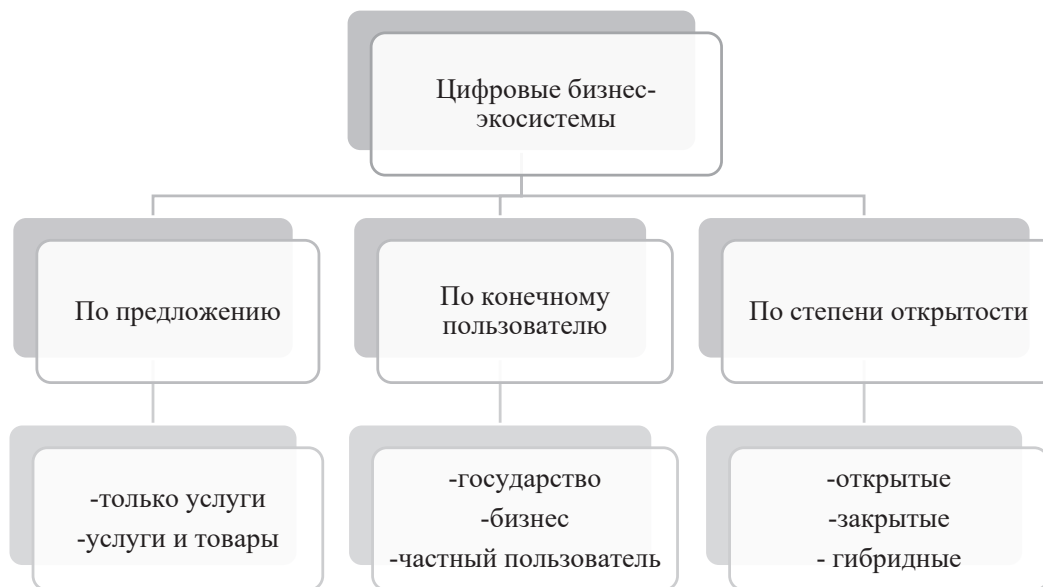 Цифровые бизнес-
экосистемы
По предложению
По конечному
пользователю
По степени открытости
-только услуги
-услуги и товары
-государство
-бизнес
-частный пользователь
-открытые
-закрытые
- гибридные